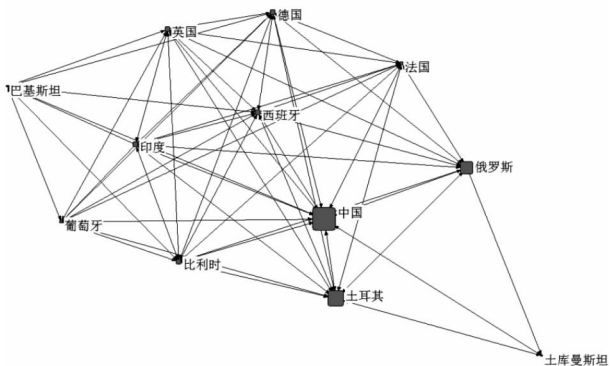 德国
英国
法国
巴基斯坦
西班牙
印度
俄罗斯
中国
葡萄牙
比利时
土耳其
土库曼斯坦